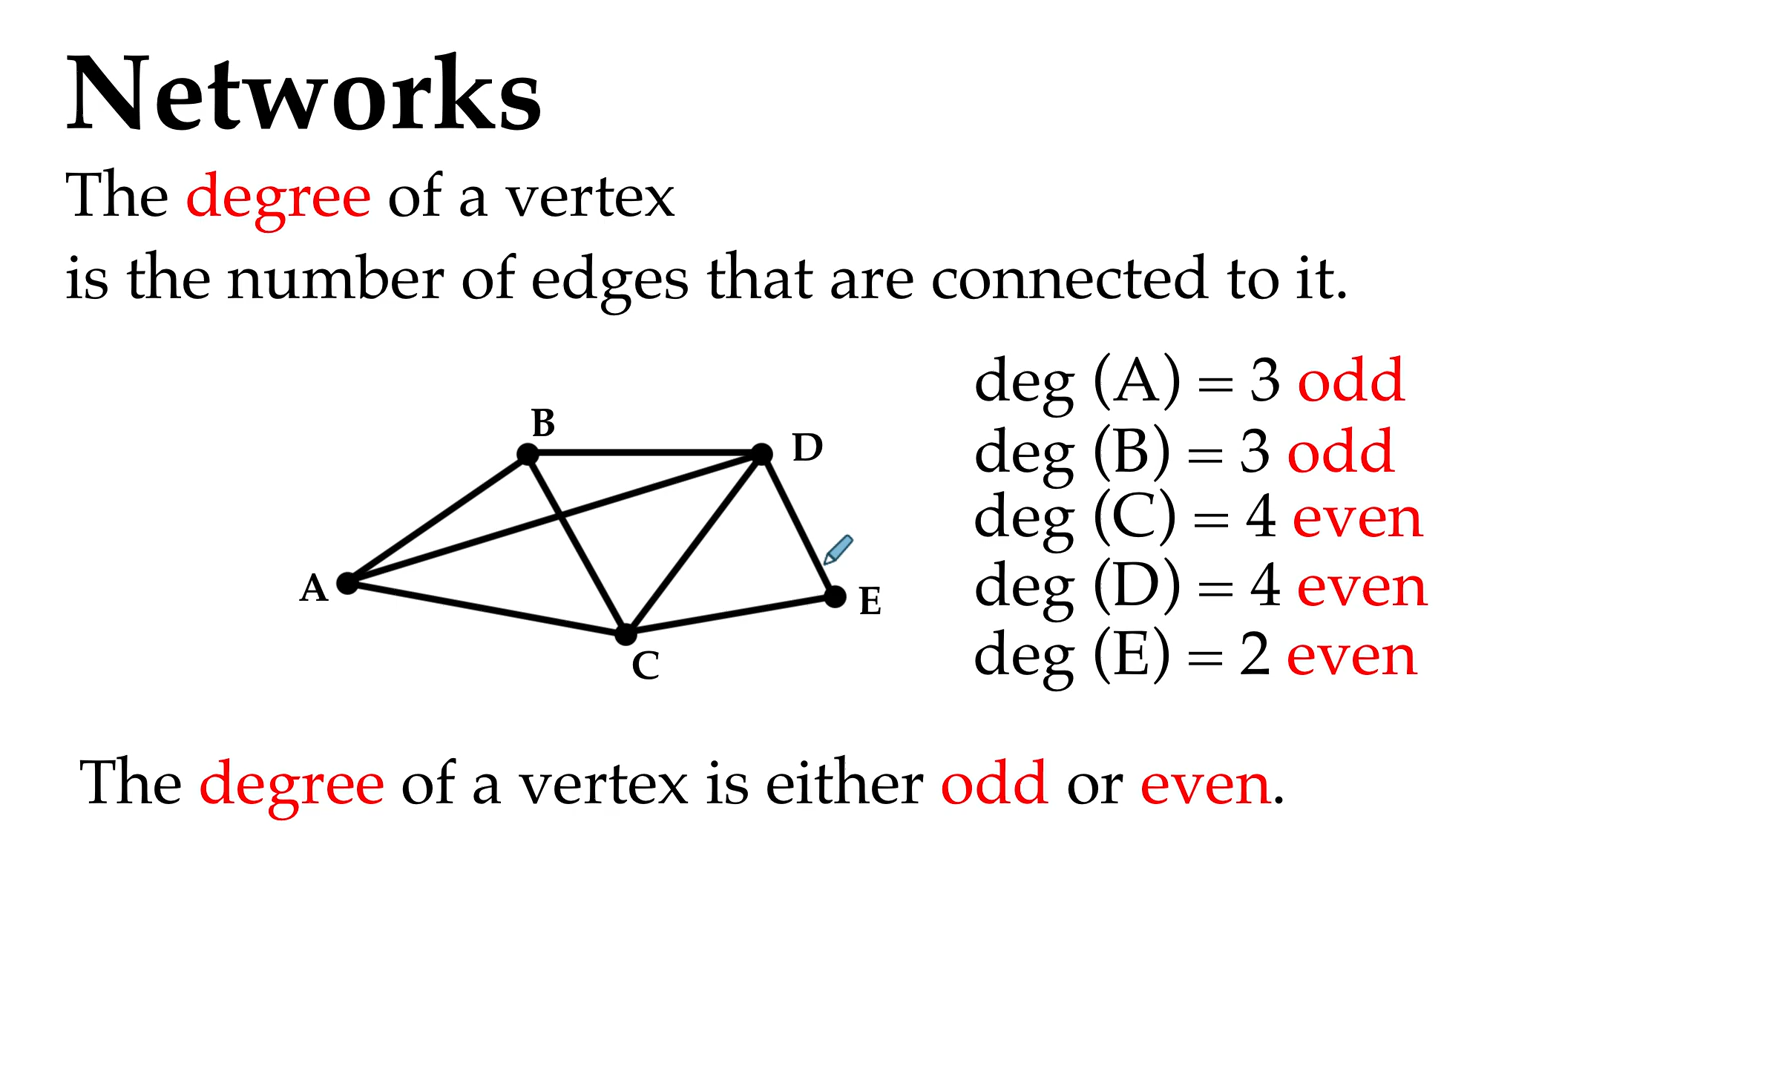 Networks
The degree of a vertex
is the number of edges that are connected to it.
deg (A) = 3 odd
deg (B) = 3 odd
deg (C) = 4 even
deg (D) = 4 even
deg (E) = 2 even
B
D
A
E
C
The degree of a vertex is either odd or even.